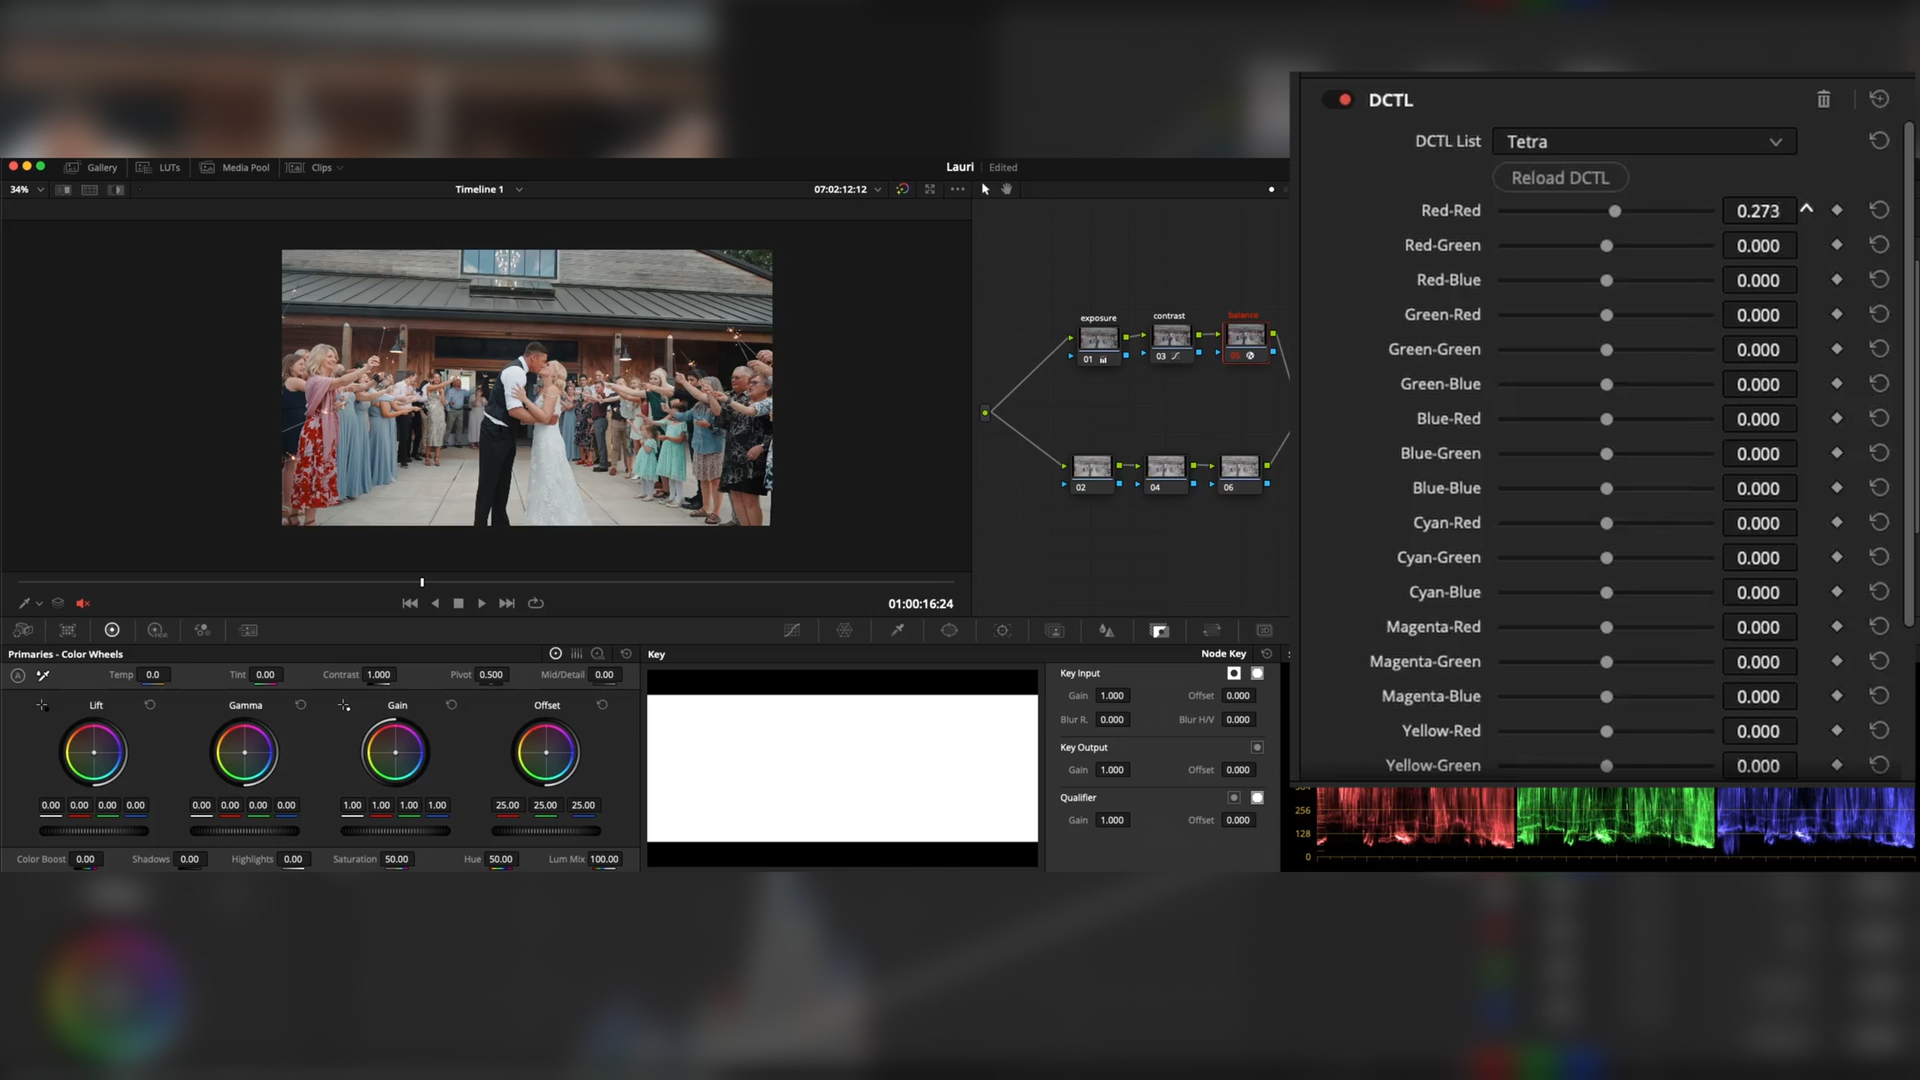 Gallery
LUTs
Media Pool
Clips
Lauri
Edited
34%
Timeline 1
07:02:12:12
exposure
contrast
balance
01
03
05
02
04
06
01:00:16:24
Primaries - Color Wheels
Temp 0.0
Tint 0.00
Contrast 1.000
Pivot 0.500
Mid/Detail 0.00
A
Lift
Gamma
Gain
Offset
0.00 0.00 0.00 0.00
0.00 0.00 0.00 0.00
1.00 1.00 1.00 1.00
25.00 25.00 25.00
Color Boost 0.00
Shadows 0.00
Highlights 0.00
Saturation 50.00
Hue 50.00
Lum Mix 100.00
Key
Node Key
Key Input
Gain 1.000 Offset 0.000
Blur R. 0.000 Blur H/V 0.000
Key Output
Gain 1.000 Offset 0.000
Qualifier
Gain 1.000 Offset 0.000
DCTL
DCTL List Tetra
Reload DCTL
Red-Red 0.273
Red-Green 0.000
Red-Blue 0.000
Green-Red 0.000
Green-Green 0.000
Green-Blue 0.000
Blue-Red 0.000
Blue-Green 0.000
Blue-Blue 0.000
Cyan-Red 0.000
Cyan-Green 0.000
Cyan-Blue 0.000
Magenta-Red 0.000
Magenta-Green 0.000
Magenta-Blue 0.000
Yellow-Red 0.000
Yellow-Green 0.000
256
128
0